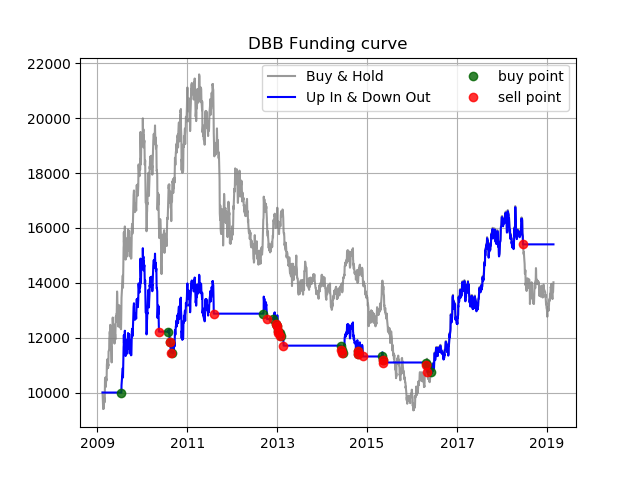 DBB Funding curve
22000
20000
18000
16000
14000
12000
10000
Buy & Hold
Up In & Down Out
buy point
sell point
2009 2011 2013 2015 2017 2019